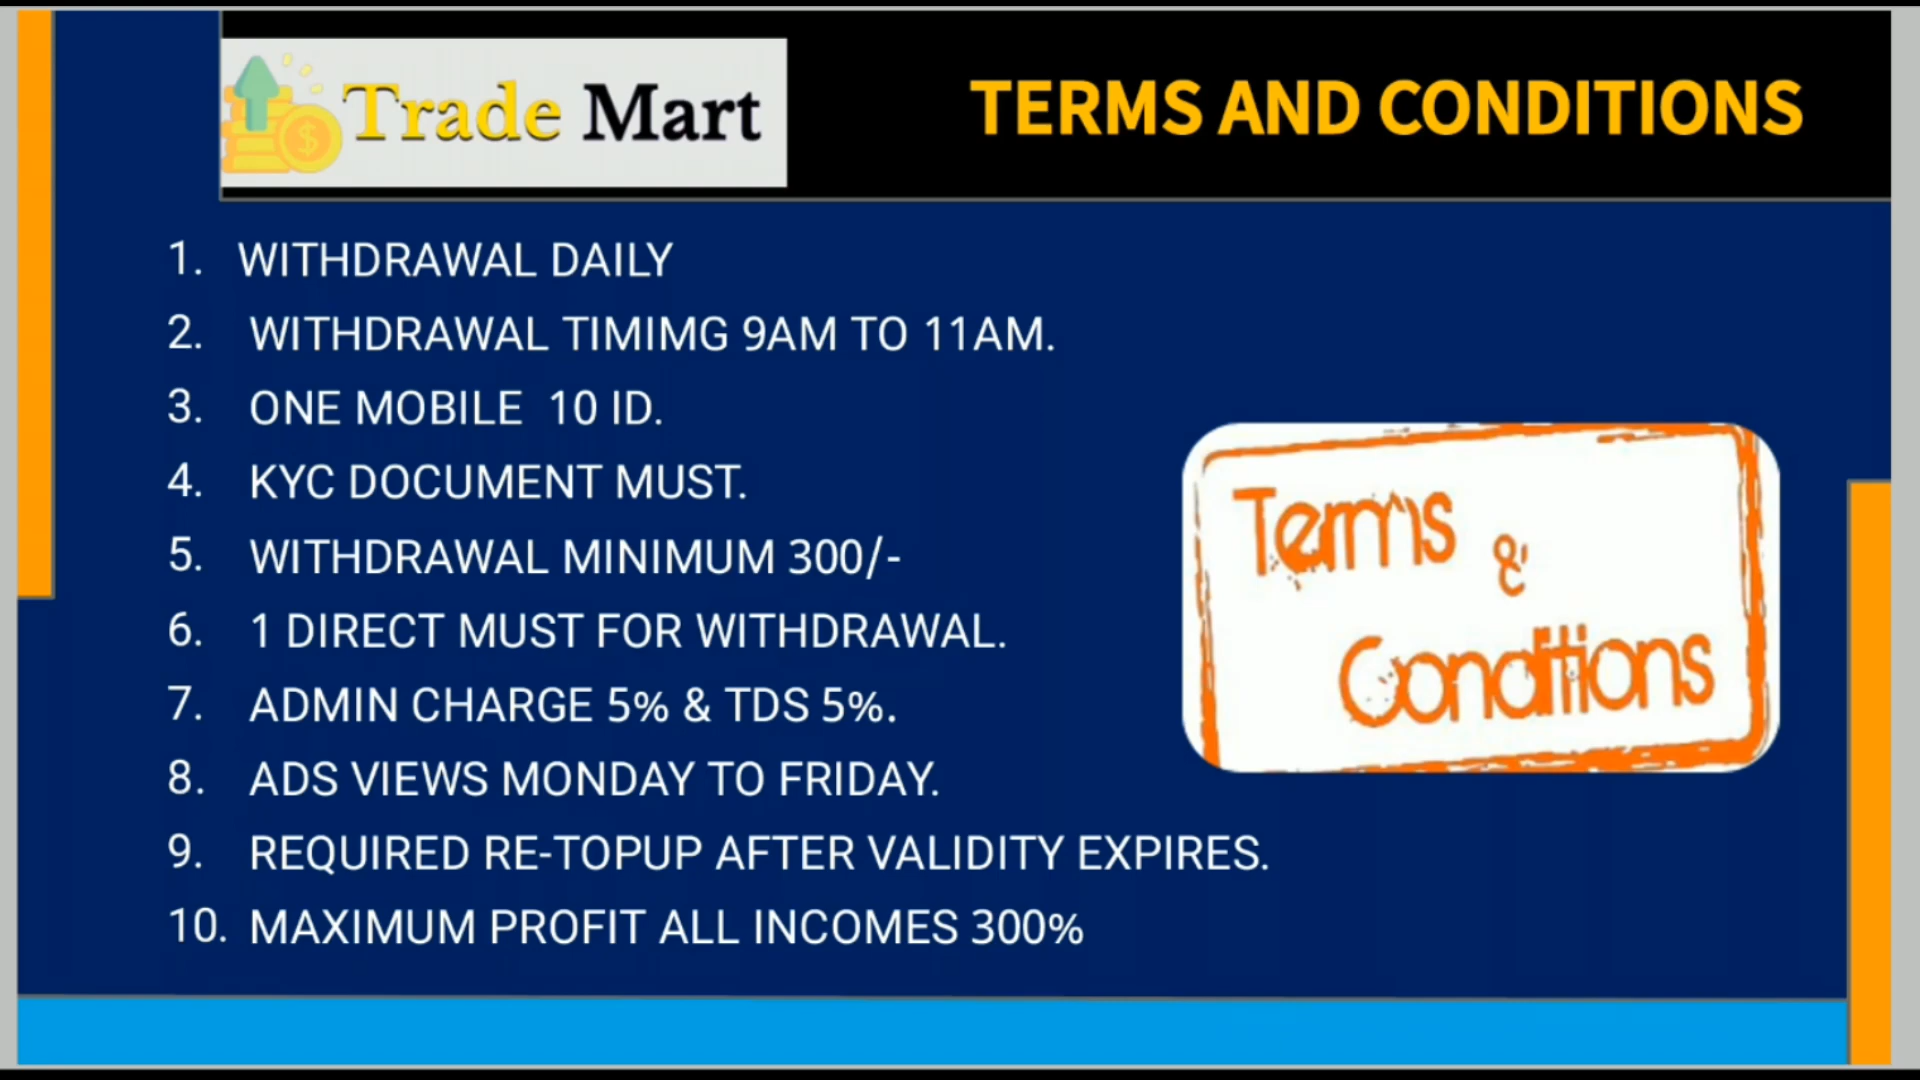 Trade Mart
TERMS AND CONDITIONS
1. WITHDRAWAL DAILY
2. WITHDRAWAL TIMIMG 9AM TO 11AM.
3. ONE MOBILE 10 ID.
4. KYC DOCUMENT MUST.
5. WITHDRAWAL MINIMUM 300/-
6. 1 DIRECT MUST FOR WITHDRAWAL.
7. ADMIN CHARGE 5% & TDS 5%.
8. ADS VIEWS MONDAY TO FRIDAY.
9. REQUIRED RE-TOPUP AFTER VALIDITY EXPIRES.
10. MAXIMUM PROFIT ALL INCOMES 300%
Terms &
Conditions